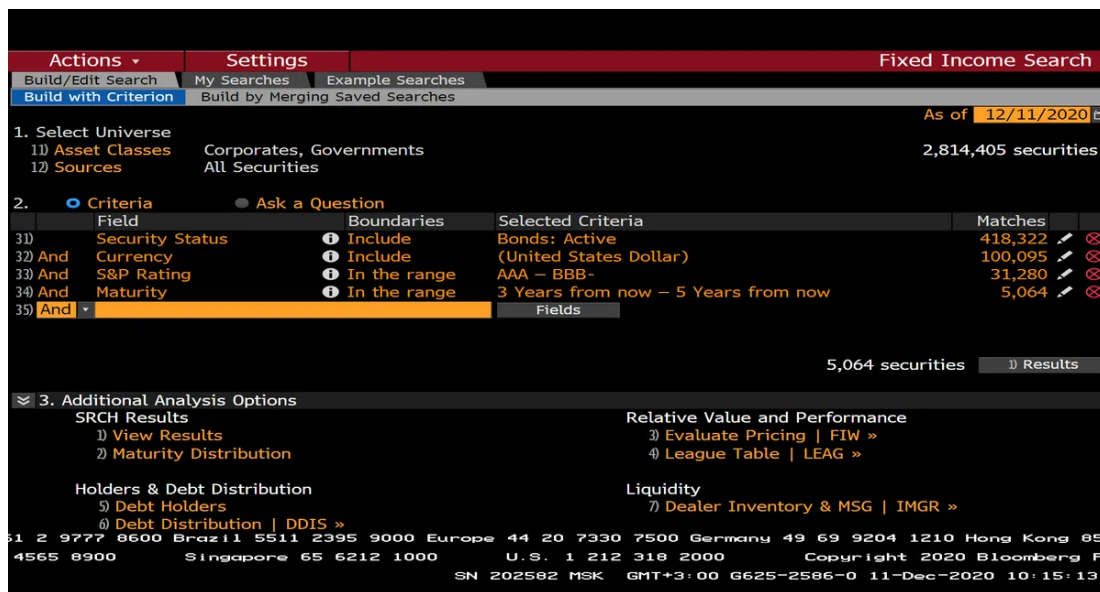 Actions Settings Fixed Income Search
Build/Edit Search My Searches Example Searches
Build with Criterion Build by Merging Saved Searches
As of 12/11/2020
1. Select Universe
11) Asset Classes Corporates, Governments 2,814,405 securities
12) Sources All Securities
2. Criteria Ask a Question
Field Boundaries Selected Criteria Matches
31) Security Status Include Bonds: Active 418,322
32) And Currency Include (United States Dollar) 100,095
33) And S&P Rating In the range AAA – BBB- 31,280
34) And Maturity In the range 3 Years from now – 5 Years from now 5,064
35) And Fields
5,064 securities 1) Results
3. Additional Analysis Options
SRCH Results Relative Value and Performance
1) View Results 3) Evaluate Pricing | FIW »
2) Maturity Distribution 4) League Table | LEAG »
Holders & Debt Distribution Liquidity
5) Debt Holders 7) Dealer Inventory & MSG | IMGR »
6) Debt Distribution | DDIS »
61 2 9777 8600 Brazil 5511 2395 9000 Europe 44 20 7330 7500 Germany 49 69 9204 1210 Hong Kong 85
4565 8900 Singapore 65 6212 1000 U.S. 1 212 318 2000 Copyright 2020 Bloomberg F
SN 202582 MSK GMT+3:00 G625-2586-0 11-Dec-2020 10:15:13